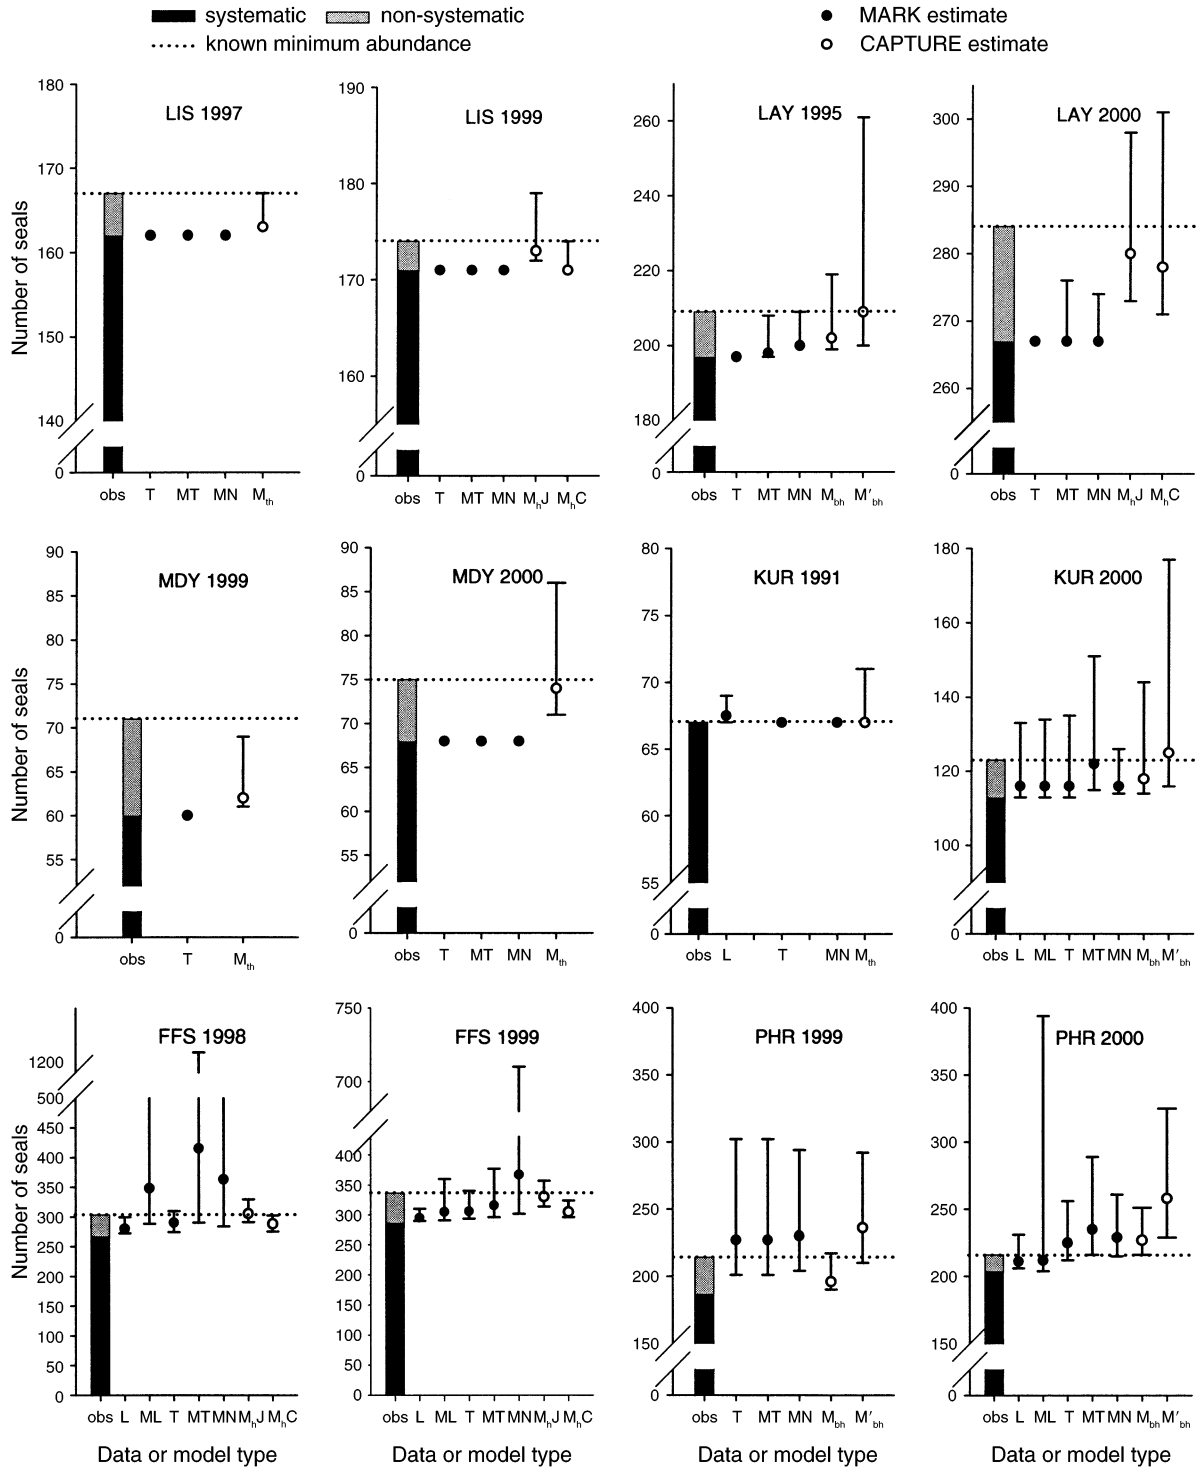 systematic non-systematic
known minimum abundance
MARK estimate
CAPTURE estimate
LIS 1997
Number of seals
180
170
160
150
140
0
obs T MT MN Mth
LIS 1999
190
180
170
160
0
obs T MT MN MhJ MhC
LAY 1995
260
240
220
200
180
0
obs T MT MN Mbh M′bh
LAY 2000
300
290
280
270
260
0
obs T MT MN MhJ MhC
MDY 1999
Number of seals
90
85
80
75
70
65
60
55
0
obs T Mth
MDY 2000
90
85
80
75
70
65
60
55
0
obs T MT MN Mth
KUR 1991
80
75
70
65
60
55
0
obs L T MN Mth
KUR 2000
180
160
140
120
100
0
obs L ML T MT MN Mbh M′bh
FFS 1998
Number of seals
1200
500
450
400
350
300
250
200
150
100
50
0
obs L ML T MT MN MhJ MhC
Data or model type
FFS 1999
750
700
400
350
300
250
200
150
100
50
0
obs L ML T MT MN MhJ MhC
Data or model type
PHR 1999
400
350
300
250
200
150
0
obs T MT MN Mbh M′bh
Data or model type
PHR 2000
400
350
300
250
200
150
0
obs L ML T MT MN Mbh M′bh
Data or model type